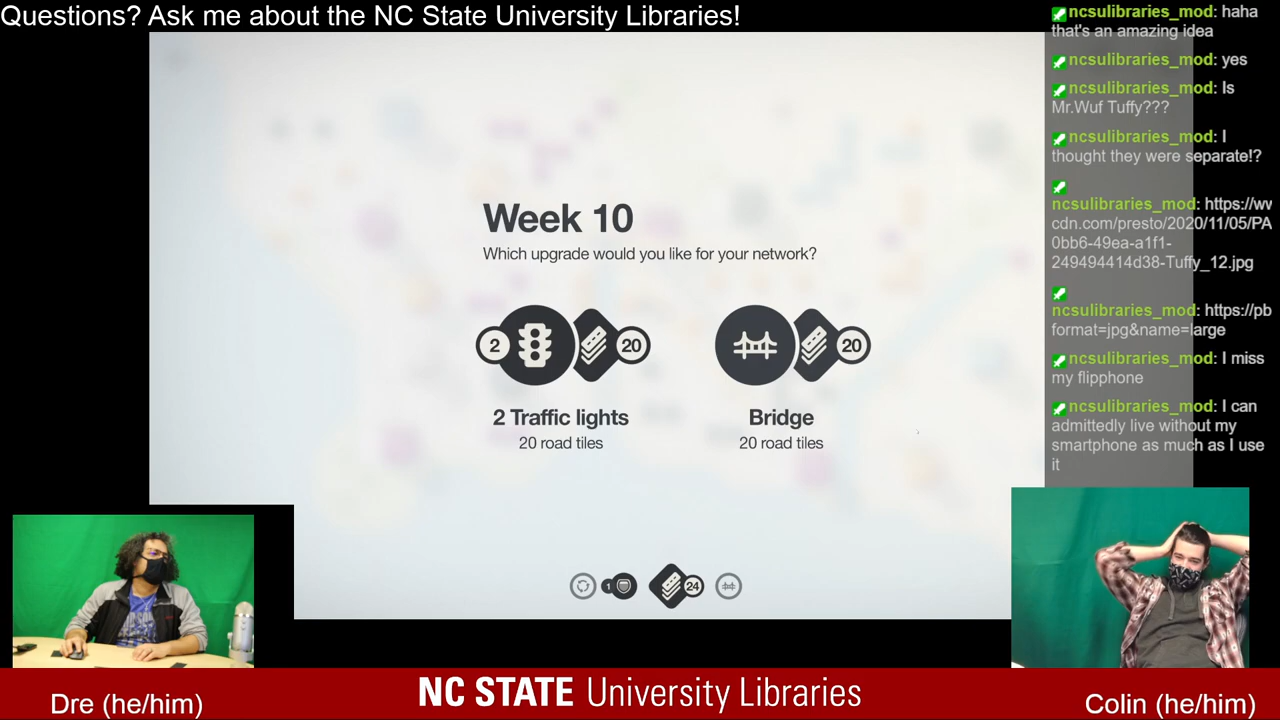 Questions? Ask me about the NC State University Libraries!
Week 10
Which upgrade would you like for your network?
2
20
20
2 Traffic lights
20 road tiles
Bridge
20 road tiles
1
24
ncsulibraries_mod: haha
that's an amazing idea
ncsulibraries_mod: yes
ncsulibraries_mod: Is
Mr.Wuf Tuffy???
ncsulibraries_mod: I
thought they were separate!?
ncsulibraries_mod: https://ww
cdn.com/presto/2020/11/05/PA
0bb6-49ea-a1f1-
249494414d38-Tuffy_12.jpg
ncsulibraries_mod: https://pb
format=jpg&name=large
ncsulibraries_mod: I miss
my flipphone
ncsulibraries_mod: I can
admittedly live without my
smartphone as much as I use
it
Dre (he/him)
NC STATE University Libraries
Colin (he/him)